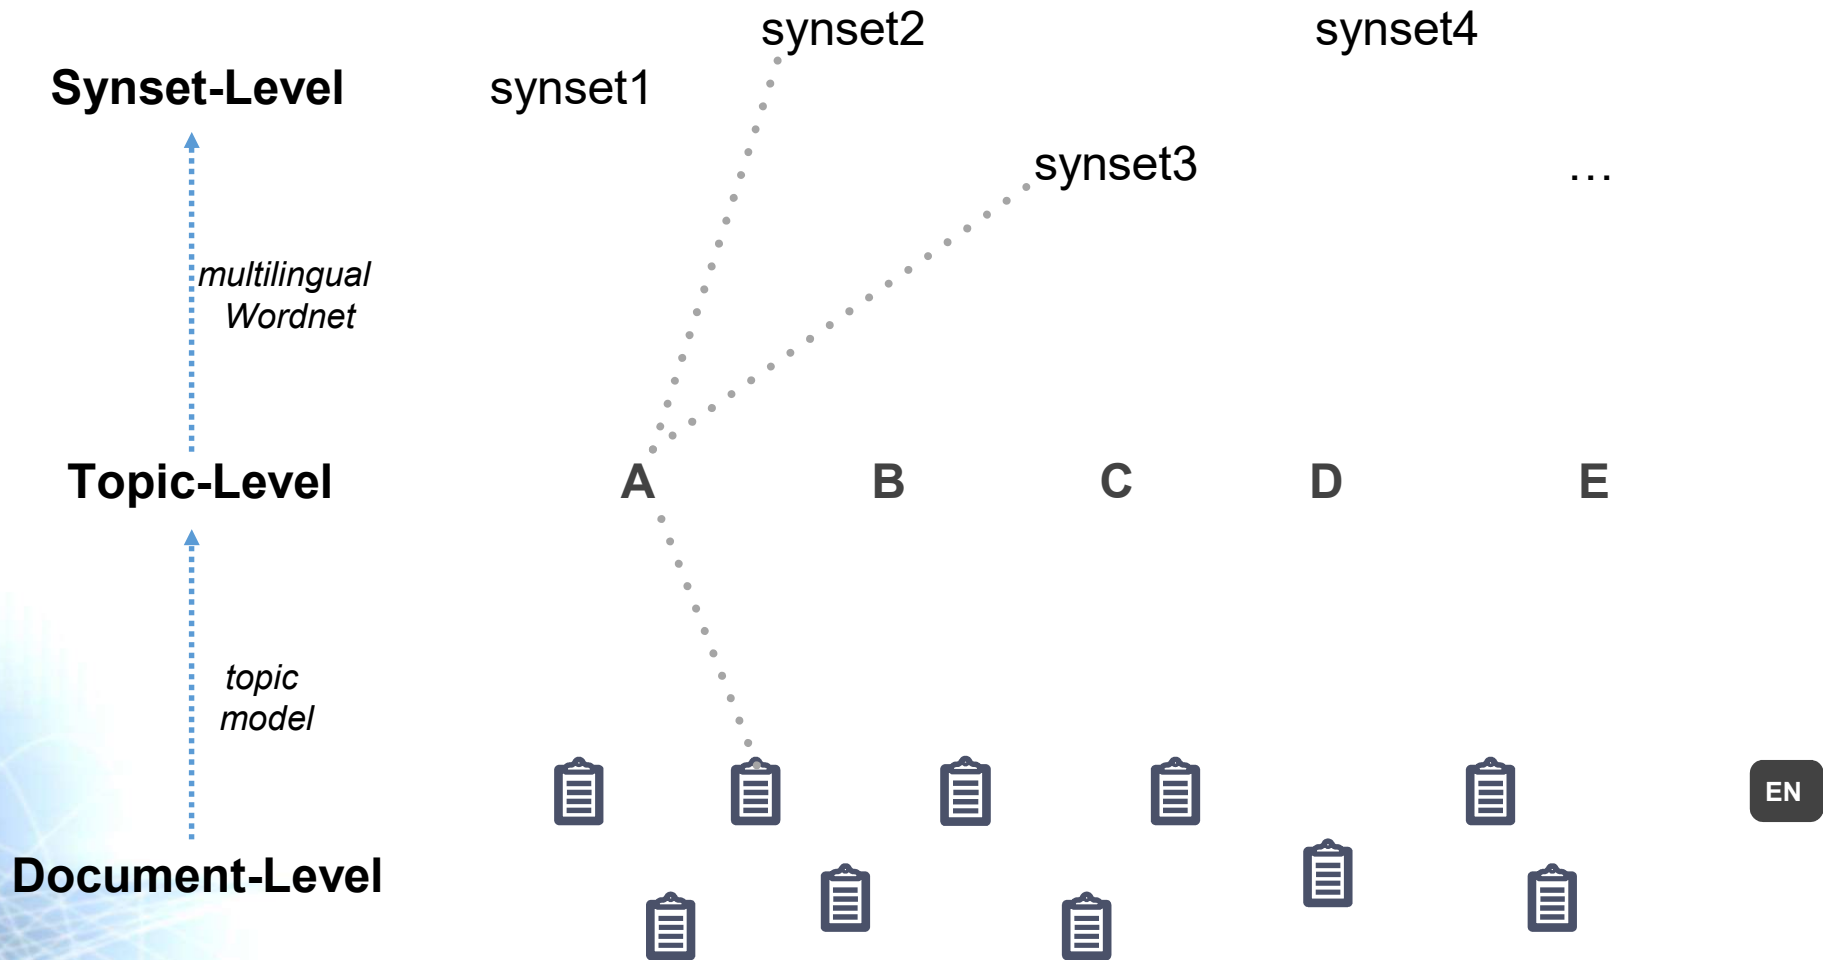 synset2
synset4
Synset-Level
synset1
synset3
...
multilingual
Wordnet
Topic-Level
A
B
C
D
E
topic
model
EN
Document-Level